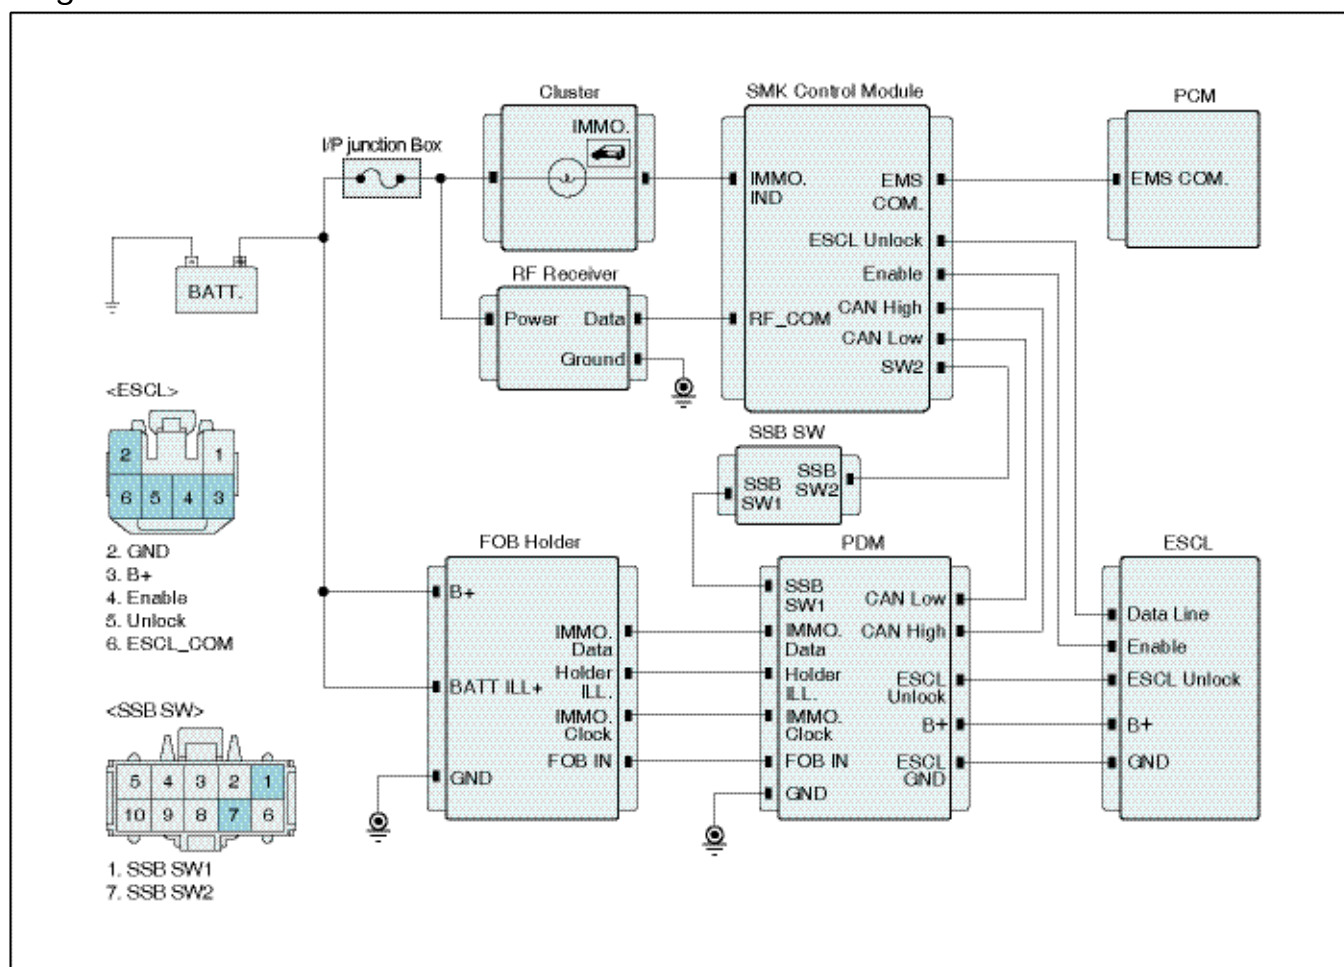 Cluster
SMK Control Module
PCM
IMMO.
I/P junction Box
IMMO.
IND
EMS
COM.
EMS COM.
ESCL Unlock
Enable
CAN High
CAN Low
SW2
RF_COM
BATT.
RF Receiver
Power
Data
Ground
<ESCL>
2
1
6
5
4
3
2. GND
3. B+
4. Enable
5. Unlock
6. ESCL_COM
SSB SW
SSB
SW1
SSB
SW2
FOB Holder
B+
IMMO.
Data
Holder
ILL.
BATT ILL+
IMMO.
Clock
FOB IN
GND
PDM
SSB
SW1
CAN Low
IMMO.
Data
CAN High
Holder
ILL.
ESCL
Unlock
IMMO.
Clock
B+
FOB IN
ESCL
GND
GND
ESCL
Data Line
Enable
ESCL Unlock
B+
GND
<SSB SW>
5
4
3
2
1
10
9
8
7
6
1. SSB SW1
7. SSB SW2